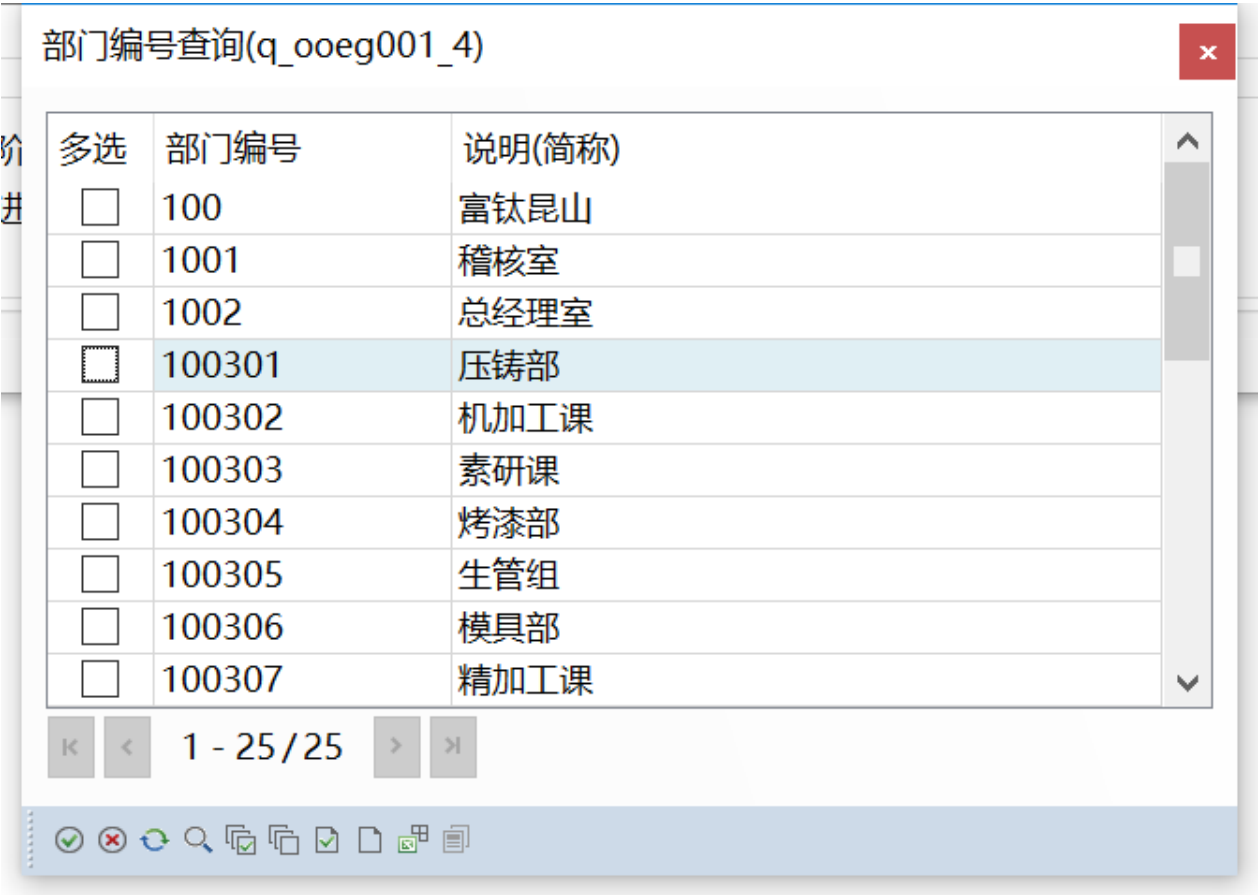 部门编号查询(q_ooeg001_4)
阶
进
多选 部门编号 说明(简称)
100 富钛昆山
1001 稽核室
1002 总经理室
100301 压铸部
100302 机加工课
100303 素研课
100304 烤漆部
100305 生管组
100306 模具部
100307 精加工课
1 - 25 / 25